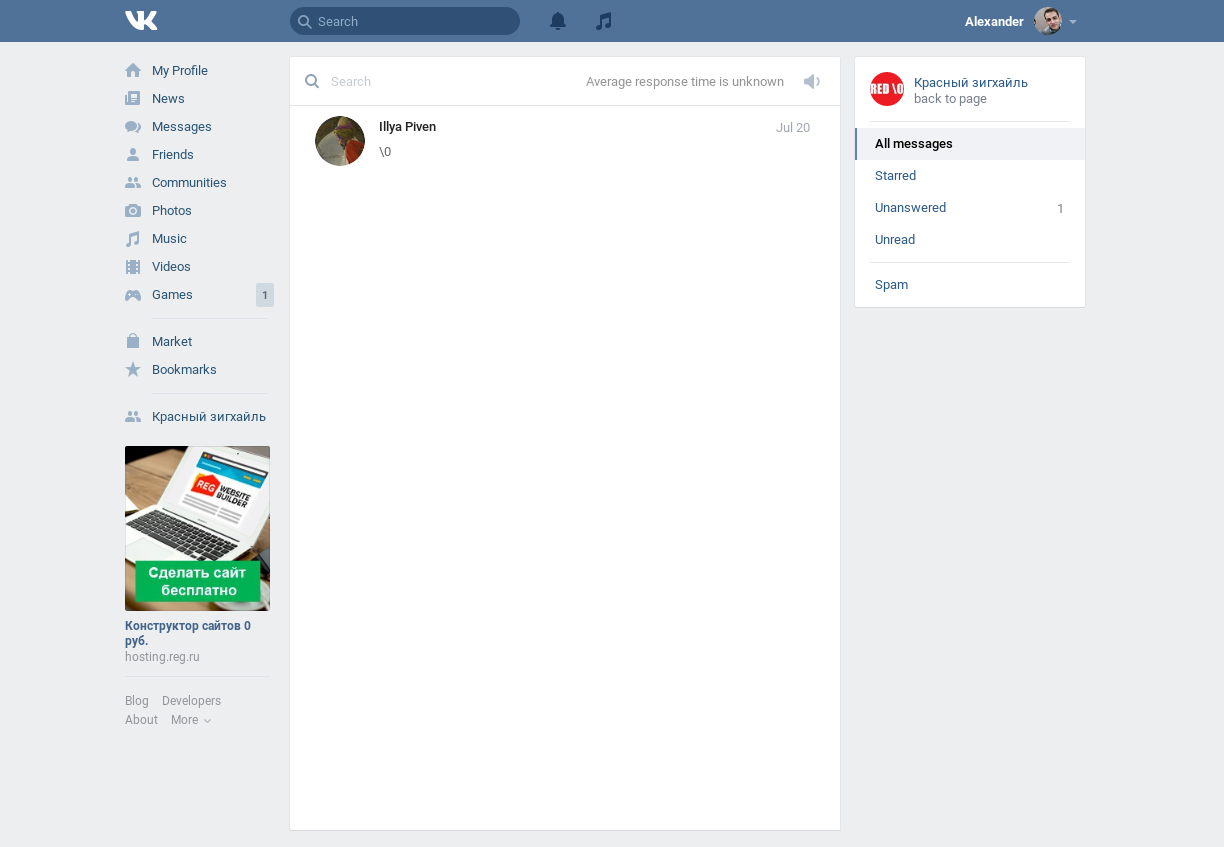 Search
Alexander
My Profile
News
Messages
Friends
Communities
Photos
Music
Videos
Games 1
Market
Bookmarks
Красный зигхайль
REG
WEBSITE
BUILDER
Сделать сайт
бесплатно
Конструктор сайтов 0
руб.
hosting.reg.ru
Blog Developers
About More
Search Average response time is unknown
Illya Piven Jul 20
\0
RED \0
Красный зигхайль
back to page
All messages
Starred
Unanswered 1
Unread
Spam